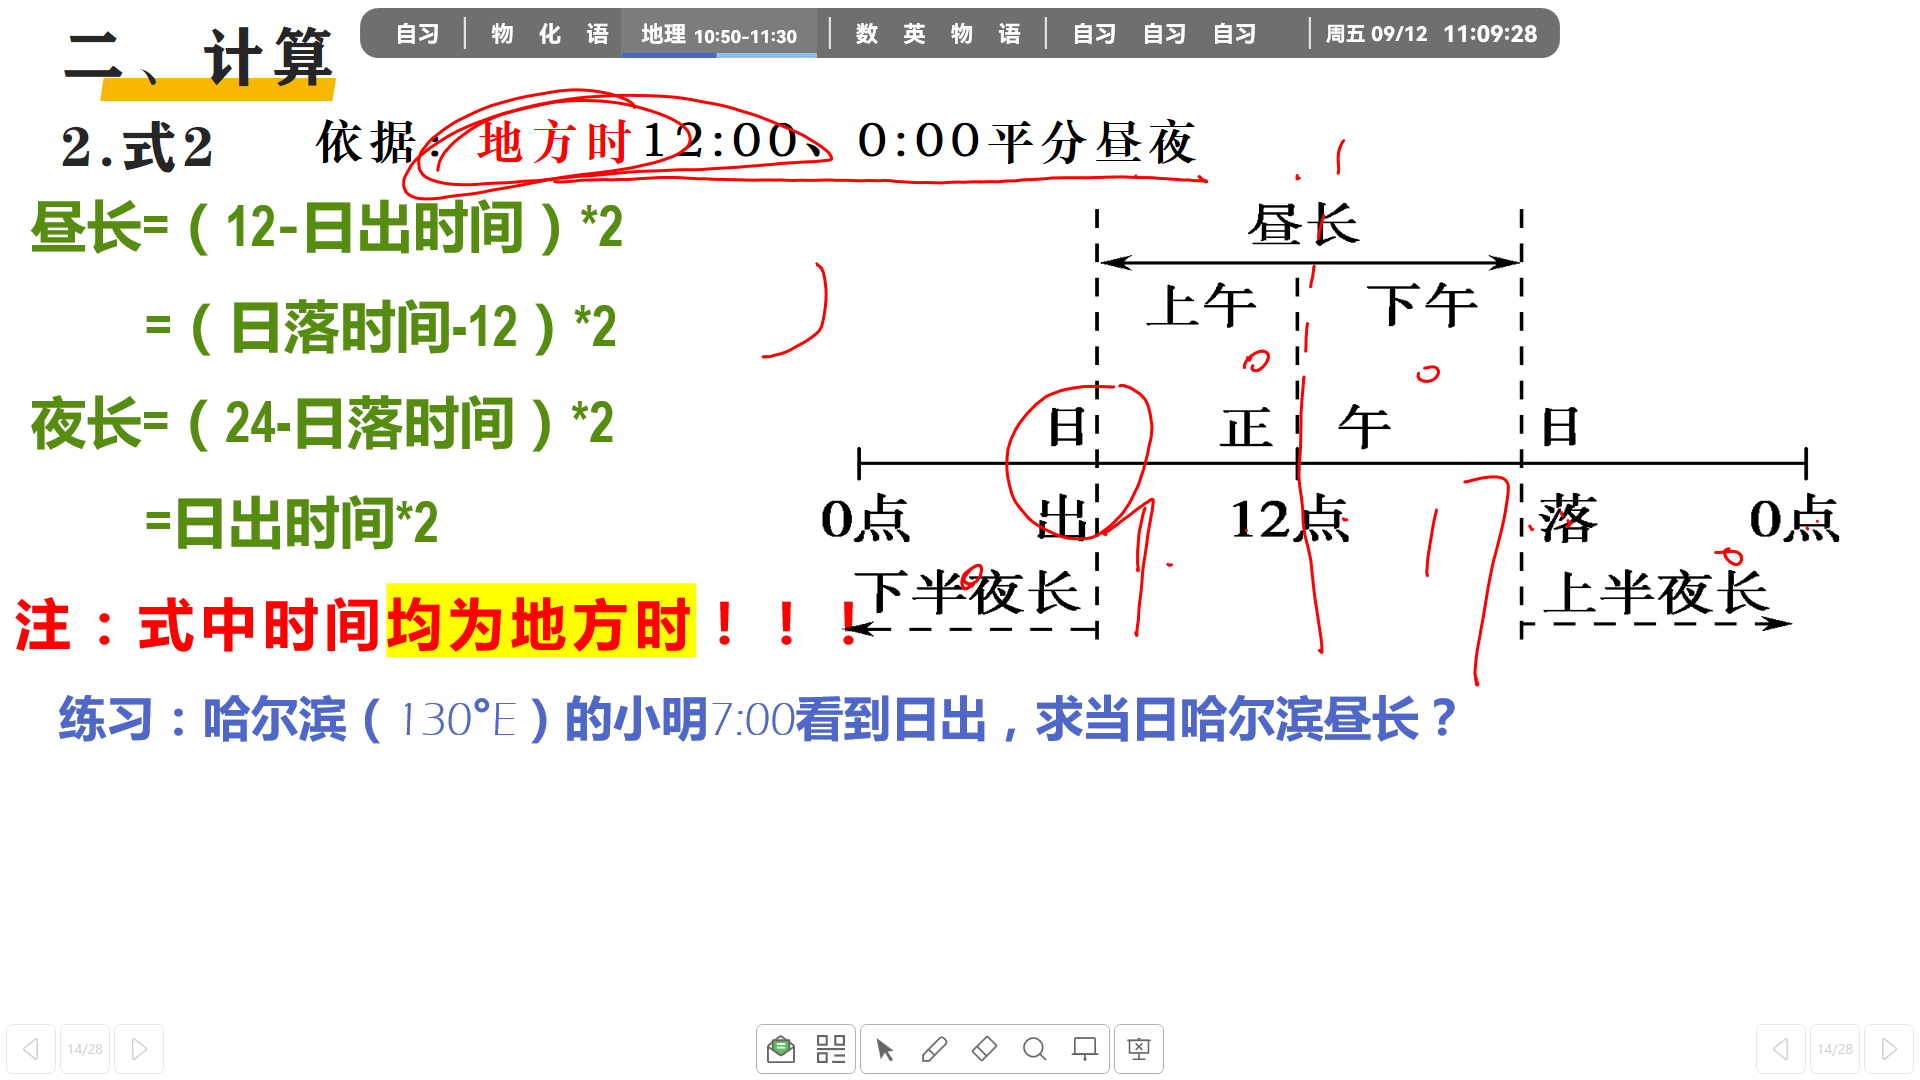 自习 物 化 语 地理 10:50-11:30 数 英 物 语 自习 自习 自习 周五 09/12 11:09:28
二、计算
2.式2 依据：地方时12:00、0:00平分昼夜
昼长=（12-日出时间）*2
=（日落时间-12）*2
夜长=（24-日落时间）*2
=日出时间*2
注：式中时间均为地方时！！！
昼长
上午 下午
日 正 午 日
0点 出 12点 落 0点
下半夜长 上半夜长
17
练习：哈尔滨（130°E）的小明7:00看到日出，求当日哈尔滨昼长？
14/28 14/28